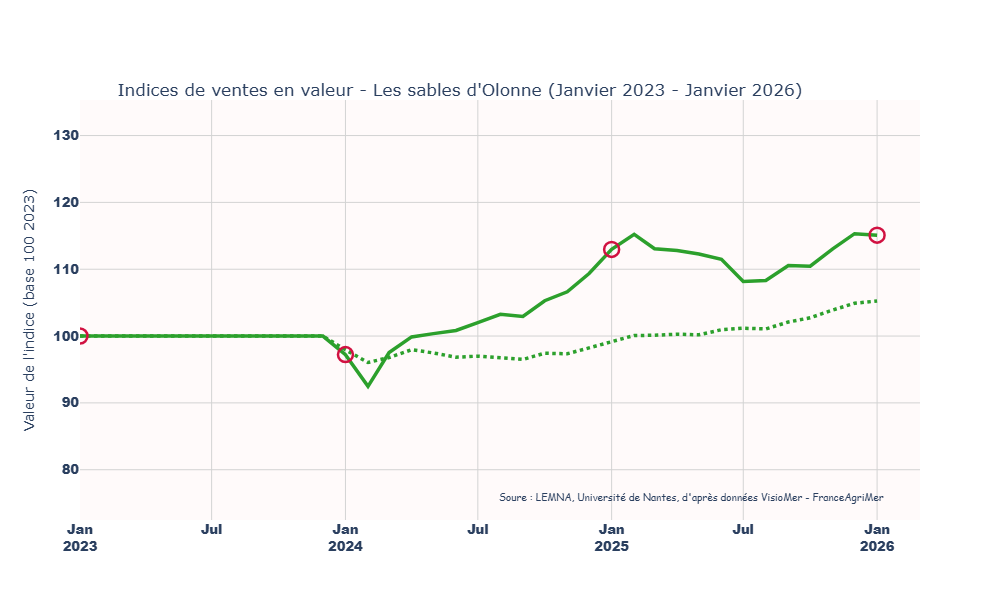 Indices de ventes en valeur - Les sables d'Olonne (Janvier 2023 - Janvier 2026)
Valeur de l'indice (base 100 2023)
130
120
110
100
90
80
Soure : LEMNA, Université de Nantes, d'après données VisioMer - FranceAgriMer
Jan Jul Jan Jul Jan Jul Jan
2023 2024 2025 2026